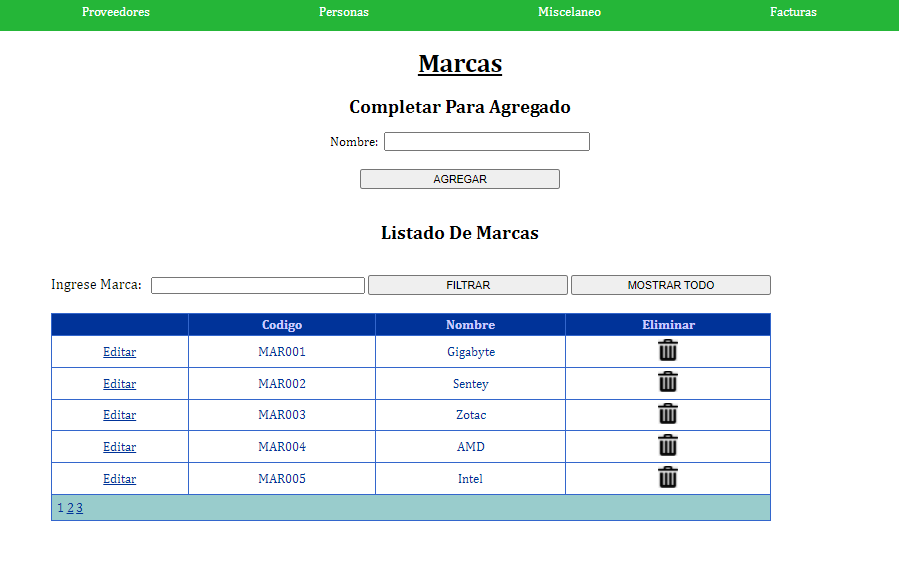 Proveedores Personas Miscelaneo Facturas
Marcas
Completar Para Agregado
Nombre:
AGREGAR
Listado De Marcas
Ingrese Marca: FILTRAR MOSTRAR TODO
Codigo Nombre Eliminar
Editar MAR001 Gigabyte
Editar MAR002 Sentey
Editar MAR003 Zotac
Editar MAR004 AMD
Editar MAR005 Intel
1 2 3